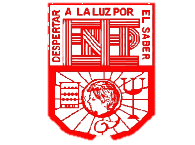 DESPERTAR
A LA LUZ POR
EL SABER
ENP